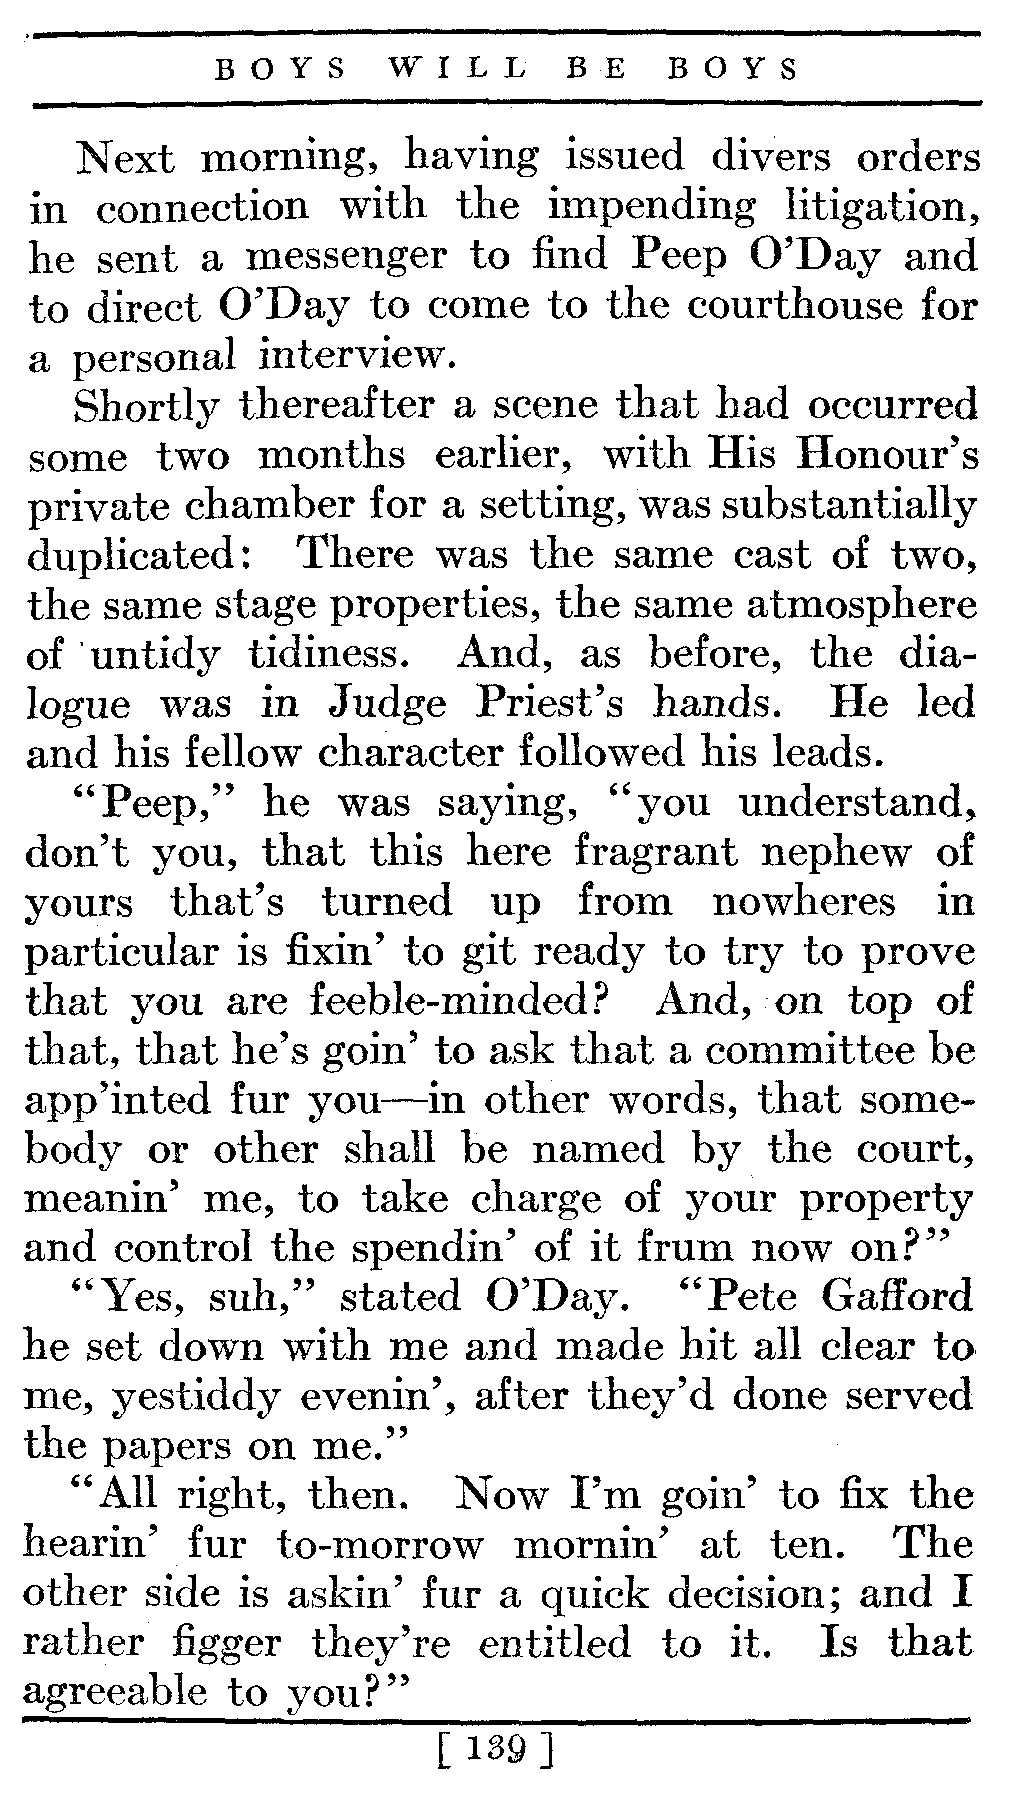 BOYS WILL BE BOYS
Next morning, having issued divers orders
in connection with the impending litigation,
he sent a messenger to find Peep O'Day and
to direct O'Day to come to the courthouse for
a personal interview.
Shortly thereafter a scene that had occurred
some two months earlier, with His Honour's
private chamber for a setting, was substantially
duplicated: There was the same cast of two,
the same stage properties, the same atmosphere
of untidy tidiness. And, as before, the dia-
logue was in Judge Priest's hands. He led
and his fellow character followed his leads.
"Peep," he was saying, "you understand,
don't you, that this here fragrant nephew of
yours that's turned up from nowheres in
particular is fixin' to git ready to try to prove
that you are feeble-minded? And, on top of
that, that he's goin' to ask that a committee be
app'inted fur you—in other words, that some-
body or other shall be named by the court,
meanin' me, to take charge of your property
and control the spendin' of it frum now on?"
"Yes, suh," stated O'Day. "Pete Gafford
he set down with me and made hit all clear to
me, yestiddy evenin', after they'd done served
the papers on me."
"All right, then. Now I'm goin' to fix the
hearin' fur to-morrow mornin' at ten. The
other side is askin' fur a quick decision; and I
rather figger they're entitled to it. Is that
agreeable to you?"
[ 139 ]